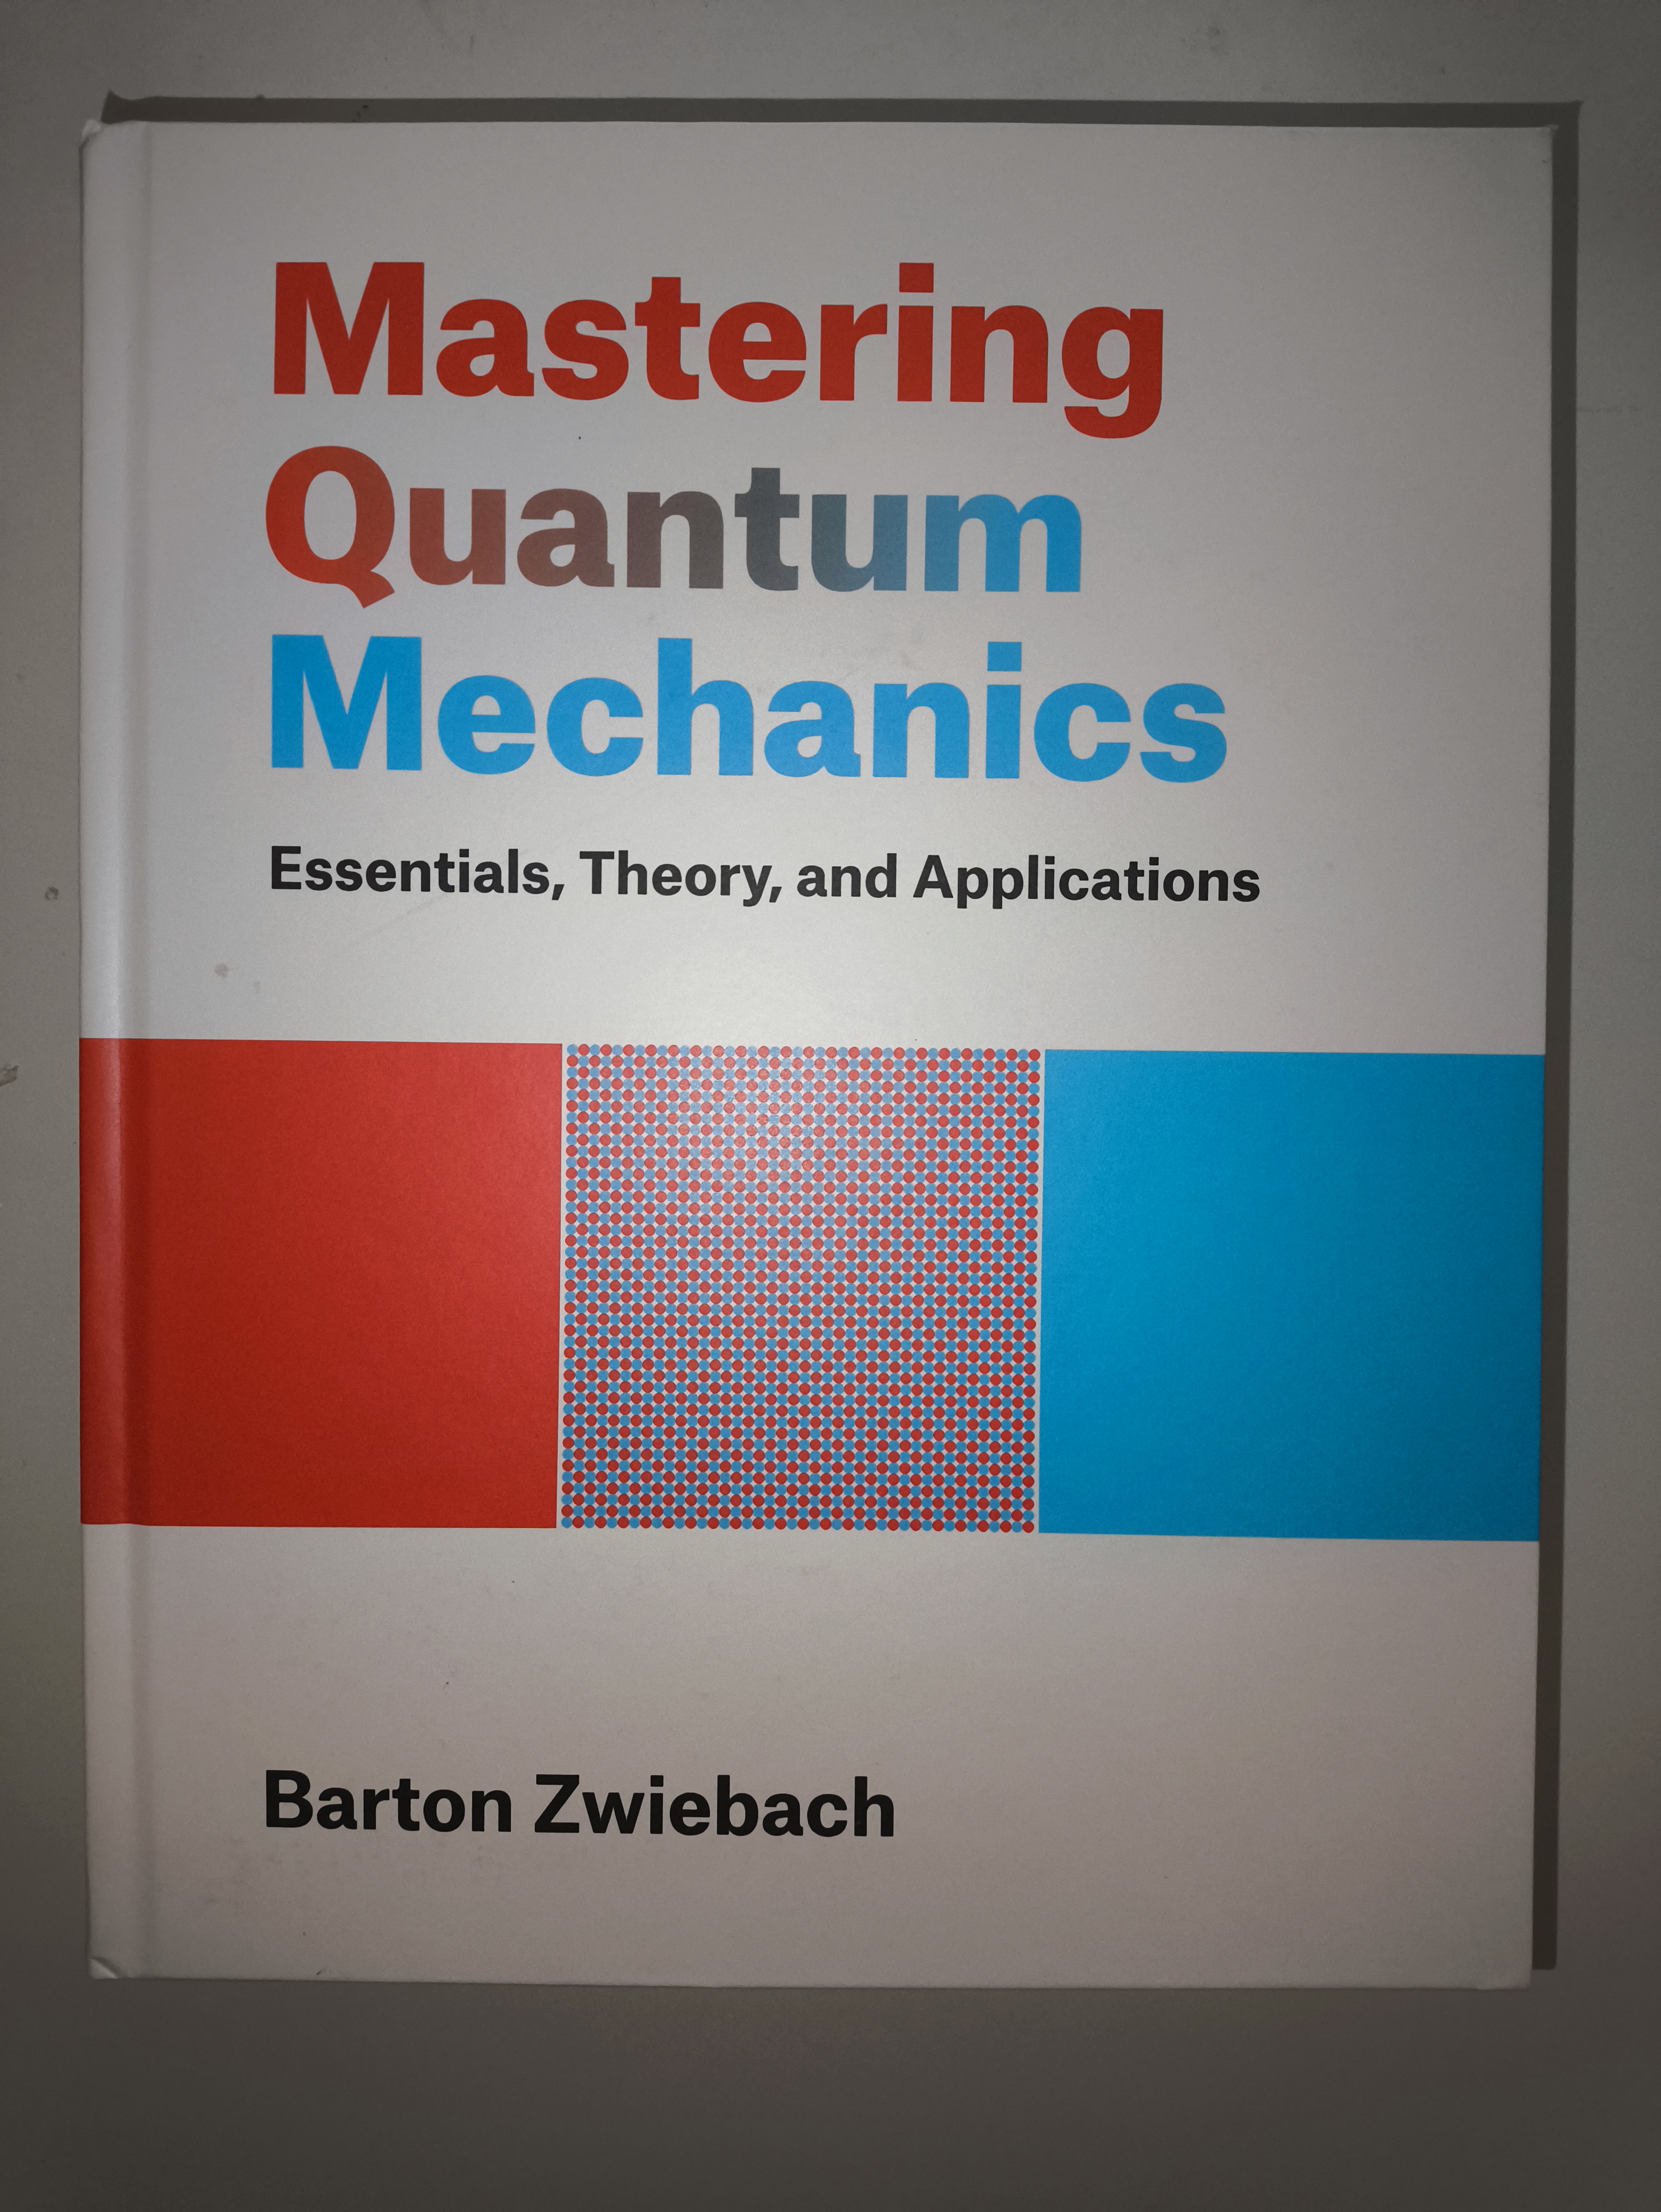 Mastering
Quantum
Mechanics
Essentials, Theory, and Applications
Barton Zwiebach